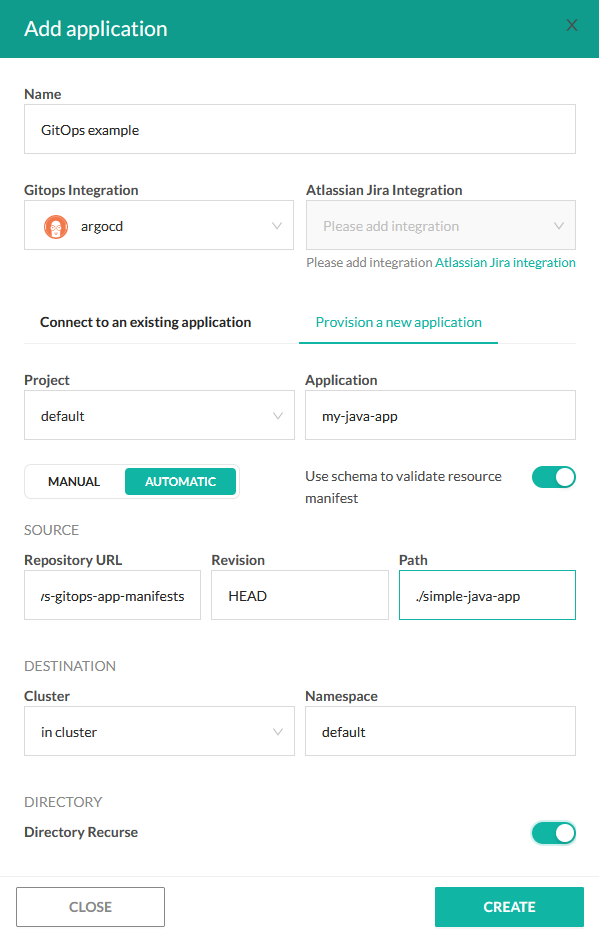 Add application
Name
GitOps example
Gitops Integration
Atlassian Jira Integration
argocd
Please add integration
Please add integration Atlassian Jira integration
Connect to an existing application
Provision a new application
Project
Application
default
my-java-app
MANUAL
AUTOMATIC
Use schema to validate resource
manifest
SOURCE
Repository URL
Revision
Path
s-gitops-app-manifests
HEAD
./simple-java-app
DESTINATION
Cluster
Namespace
in cluster
default
DIRECTORY
Directory Recurse
CLOSE
CREATE